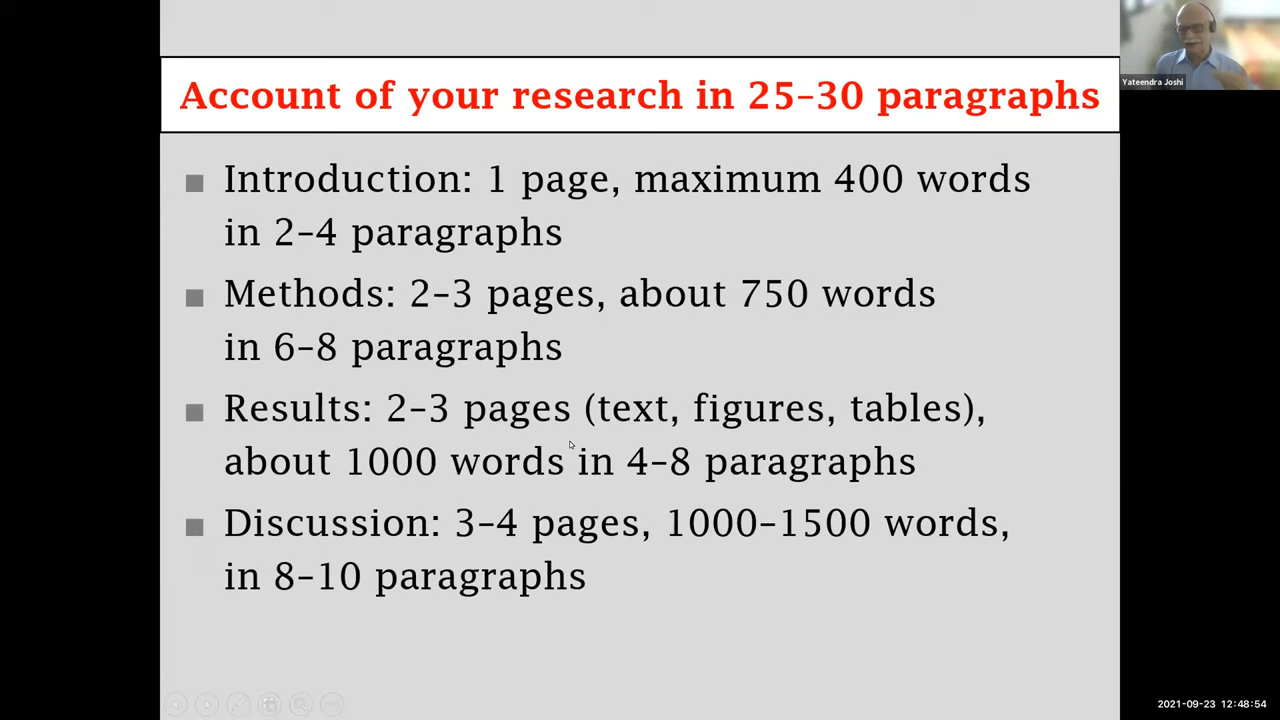 Account of your research in 25–30 paragraphs
Yateendra Joshi
Introduction: 1 page, maximum 400 words
in 2–4 paragraphs
Methods: 2–3 pages, about 750 words
in 6–8 paragraphs
Results: 2–3 pages (text, figures, tables),
about 1000 words in 4–8 paragraphs
Discussion: 3–4 pages, 1000–1500 words,
in 8–10 paragraphs
2021-09-23 12:48:54